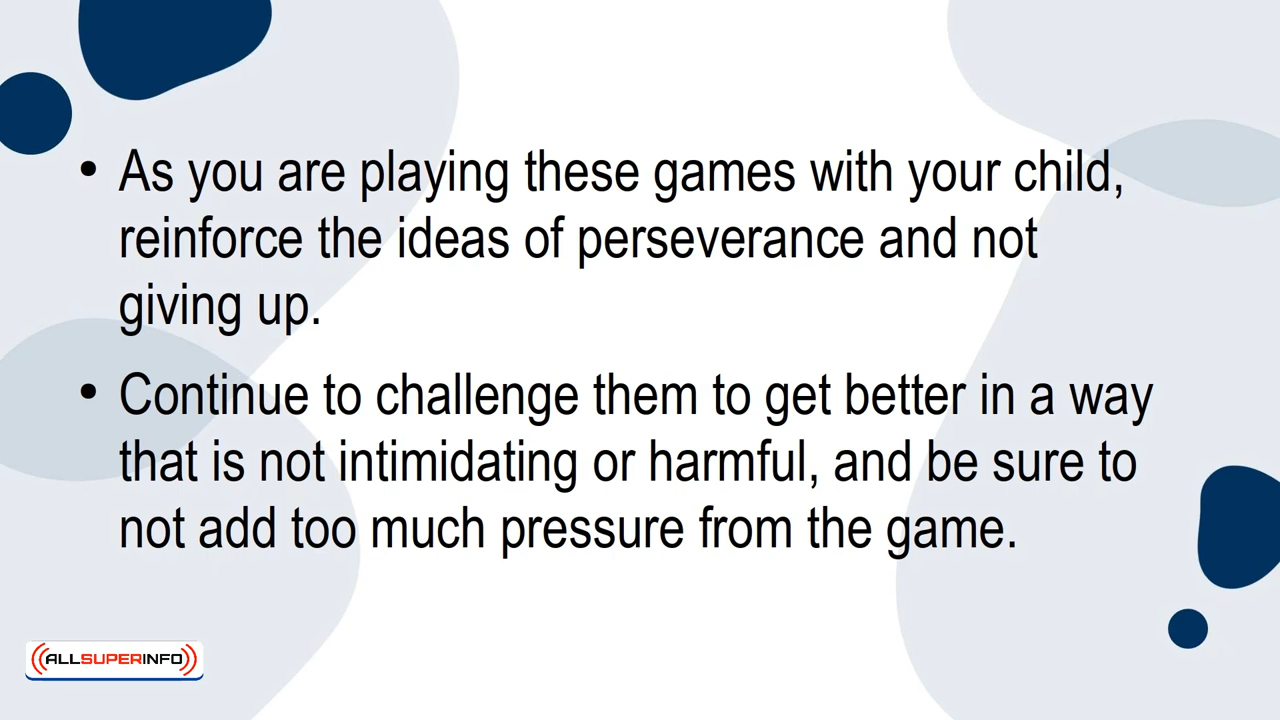 • As you are playing these games with your child,
reinforce the ideas of perseverance and not
giving up.
• Continue to challenge them to get better in a way
that is not intimidating or harmful, and be sure to
not add too much pressure from the game.
ALLSUPERINFO